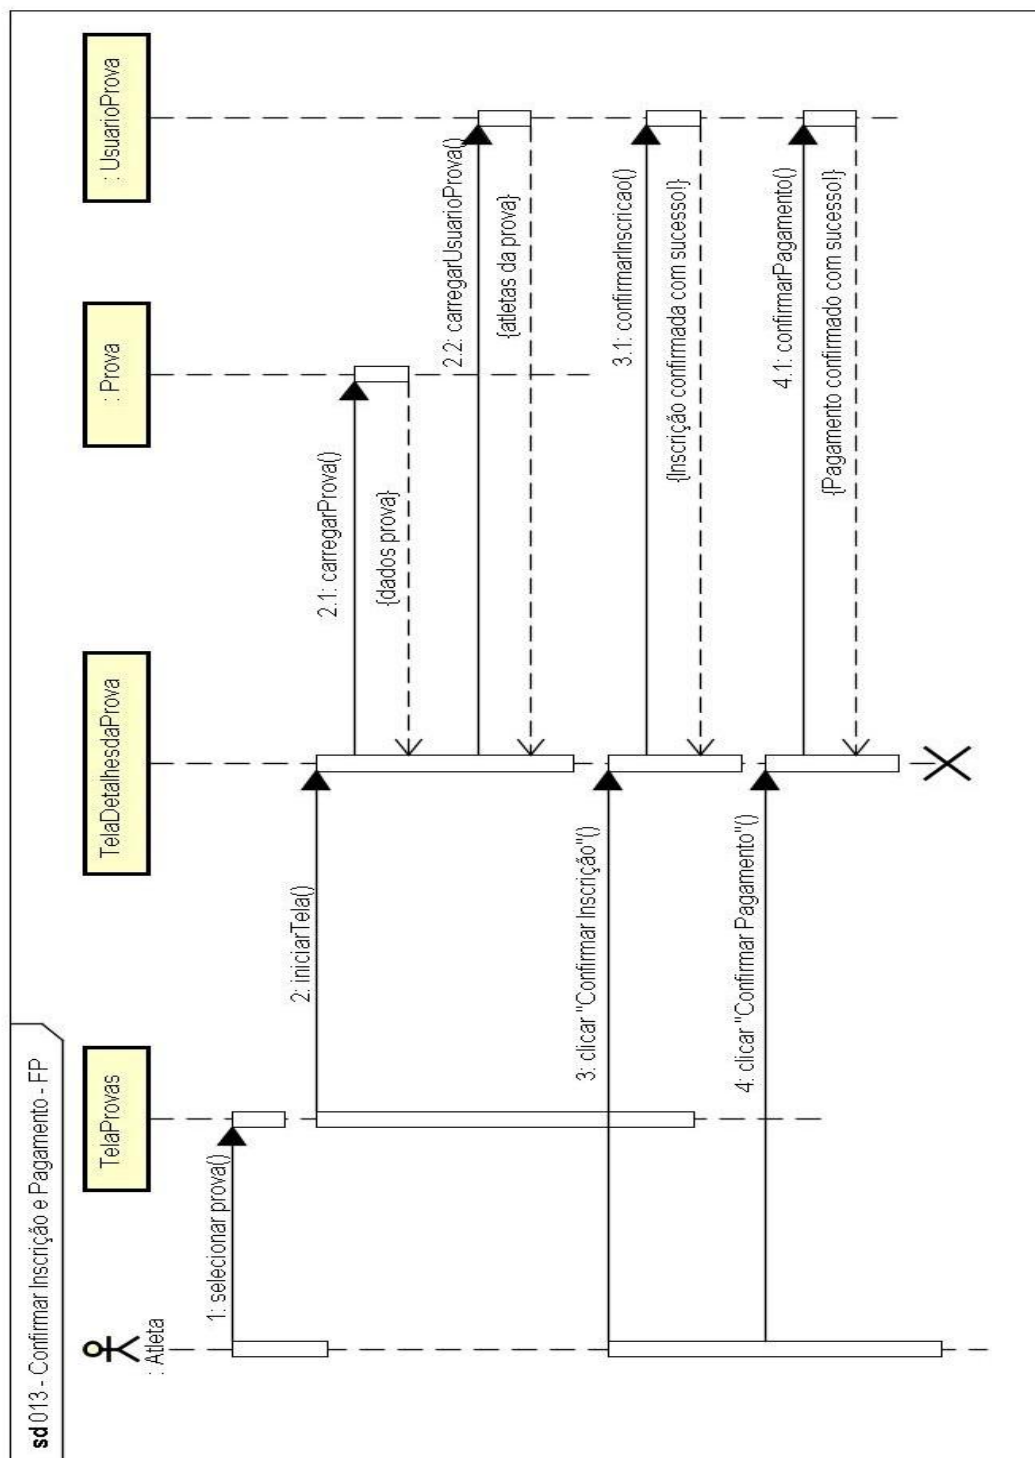 sd 013 - Confirmar Inscrição e Pagamento - FP
: Atleta
TelaProvas
TelaDetalhesdaProva
: Prova
: UsuarioProva
1: selecionar prova()
2: iniciarTela()
2.1: carregarProva()
{dados prova}
2.2: carregarUsuarioProva()
{atletas da prova}
3: clicar "Confirmar Inscrição"()
3.1: confirmarInscricao()
{Inscrição confirmada com sucesso!}
4: clicar "Confirmar Pagamento"()
4.1: confirmarPagamento()
{Pagamento confirmado com sucesso!}